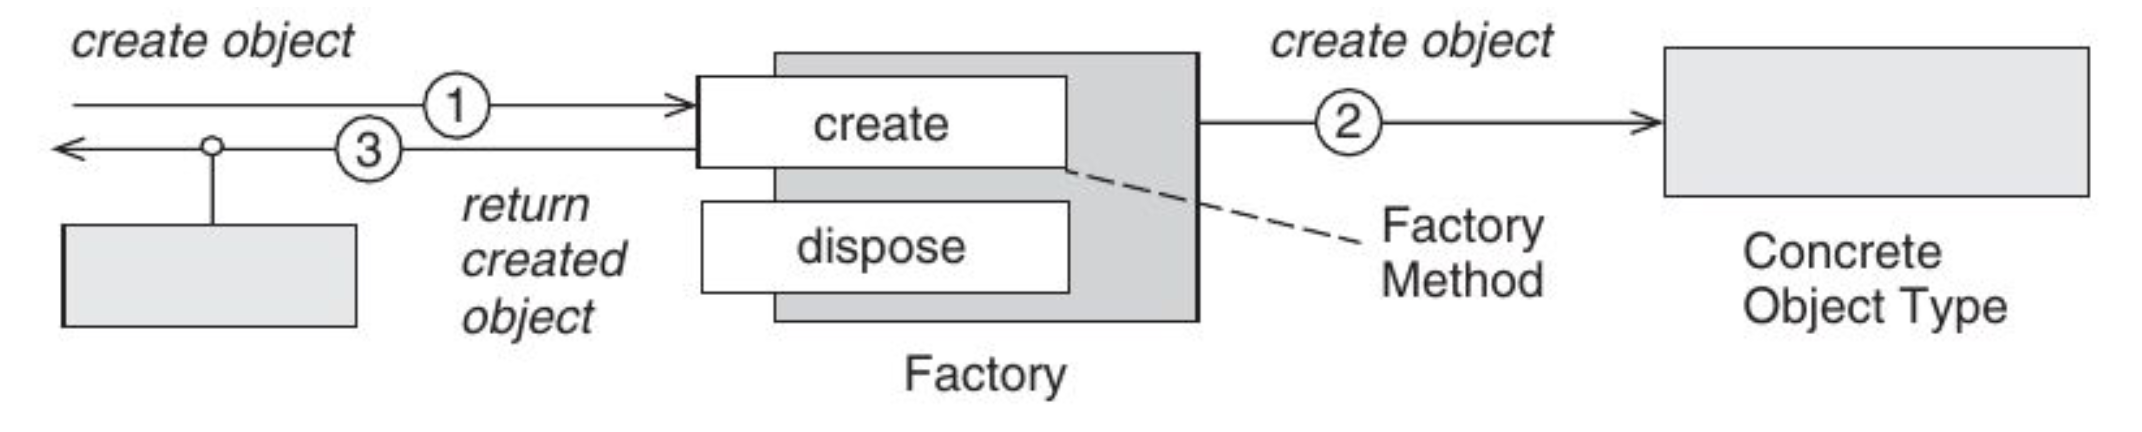 create object
1
3
return
created
object
create
dispose
Factory
create object
2
Factory
Method
Concrete
Object Type